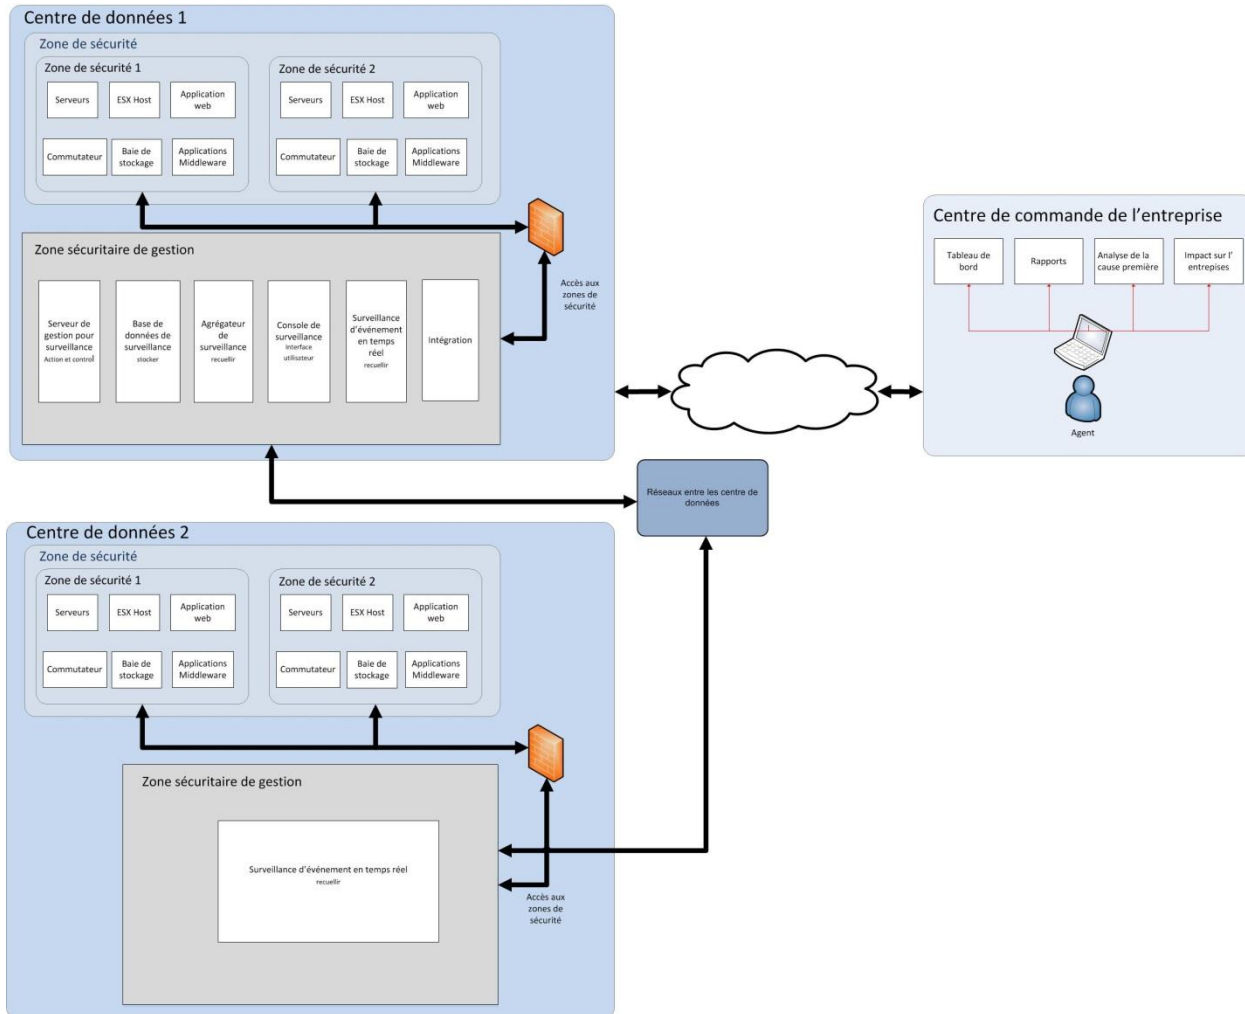 Centre de données 1
Zone de sécurité
Zone de sécurité 1
Serveurs
ESX Host
Application
web
Commutateur
Baie de
stockage
Applications
Middleware
Zone de sécurité 2
Serveurs
ESX Host
Application
web
Commutateur
Baie de
stockage
Applications
Middleware
Zone sécuritaire de gestion
Serveur de
gestion pour
surveillance
Action et control
Base de
données de
surveillance
stocker
Agrégateur
de
surveillance
recuellir
Console de
surveillance
Interface
utilisateur
Surveillance
d'événement
en temps
réel
recuellir
Intégration
Accès aux
zones de
sécurité
Centre de commande de l'entreprise
Tableau de
bord
Rapports
Analyse de la
cause première
Impact sur l'
entrepises
Agent
Réseaux entre les centre de
données
Centre de données 2
Zone de sécurité
Zone de sécurité 1
Serveurs
ESX Host
Application
web
Commutateur
Baie de
stockage
Applications
Middleware
Zone de sécurité 2
Serveurs
ESX Host
Application
web
Commutateur
Baie de
stockage
Applications
Middleware
Zone sécuritaire de gestion
Surveillance d'événement en temps réel
recuellir
Accès aux
zones de
sécurité